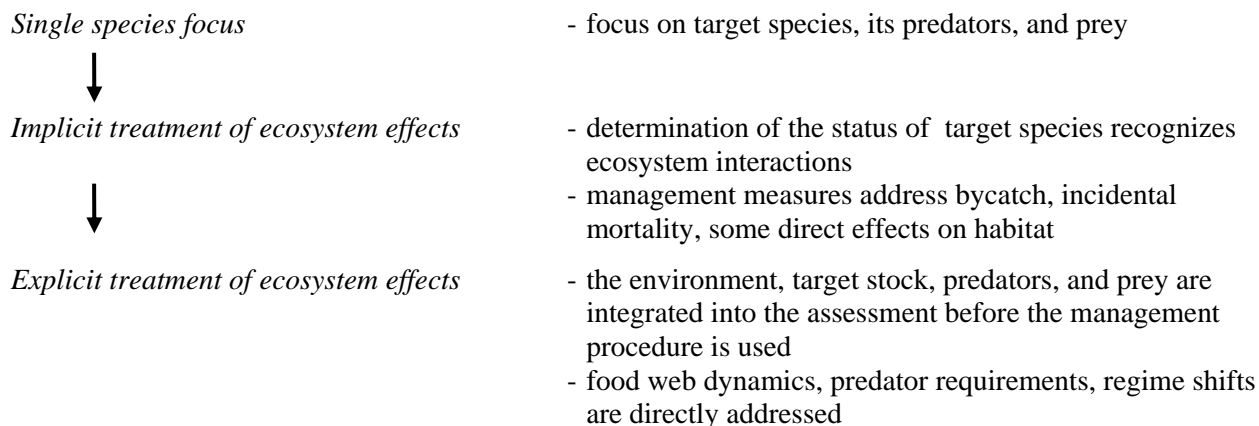 Single species focus - focus on target species, its predators, and prey
Implicit treatment of ecosystem effects - determination of the status of target species recognizes
ecosystem interactions
- management measures address bycatch, incidental
mortality, some direct effects on habitat
Explicit treatment of ecosystem effects - the environment, target stock, predators, and prey are
integrated into the assessment before the management
procedure is used
- food web dynamics, predator requirements, regime shifts
are directly addressed